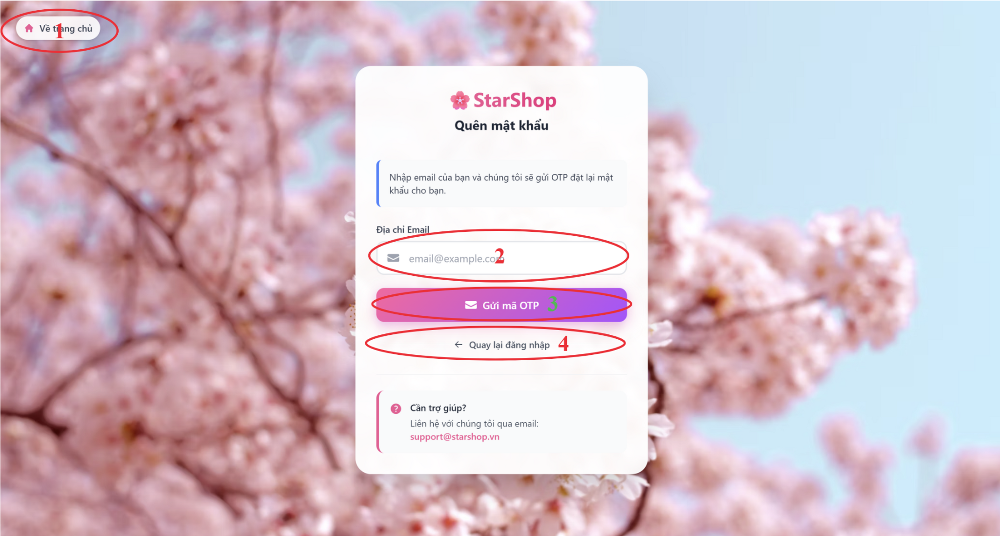 Về trang chủ
1
StarShop
Quên mật khẩu
Nhập email của bạn và chúng tôi sẽ gửi OTP đặt lại mật
khẩu cho bạn.
Địa chỉ Email
email@example.com
2
Gửi mã OTP 3
← Quay lại đăng nhập 4
? Cần trợ giúp?
Liên hệ với chúng tôi qua email:
support@starshop.vn